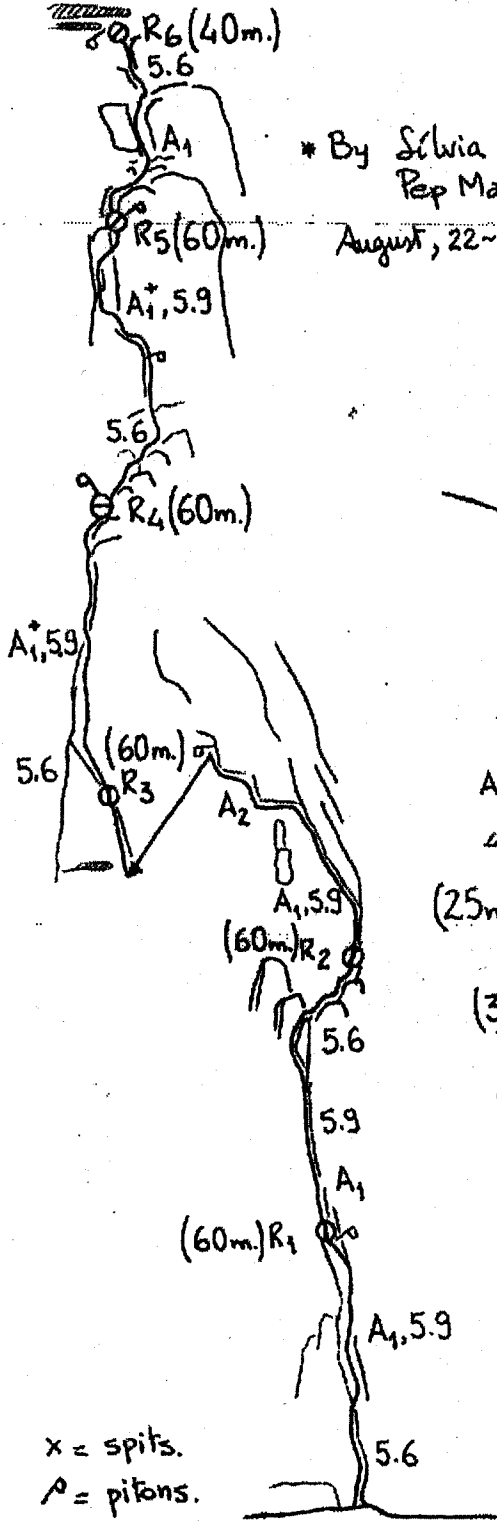 R6 (40m.)
5.6
A1
* By Sílvia
Pep Ma
R5 (60m.)
August, 22~
A1+, 5.9
5.6
R4 (60m.)
A1+, 5.9
(60m.)
5.6
R3
A2
A
A1, 5.9
(25m
(60m.) R2
(3
5.6
5.9
A1
(60m.) R1
A1, 5.9
x = spits.
5.6
ρ = pitons.